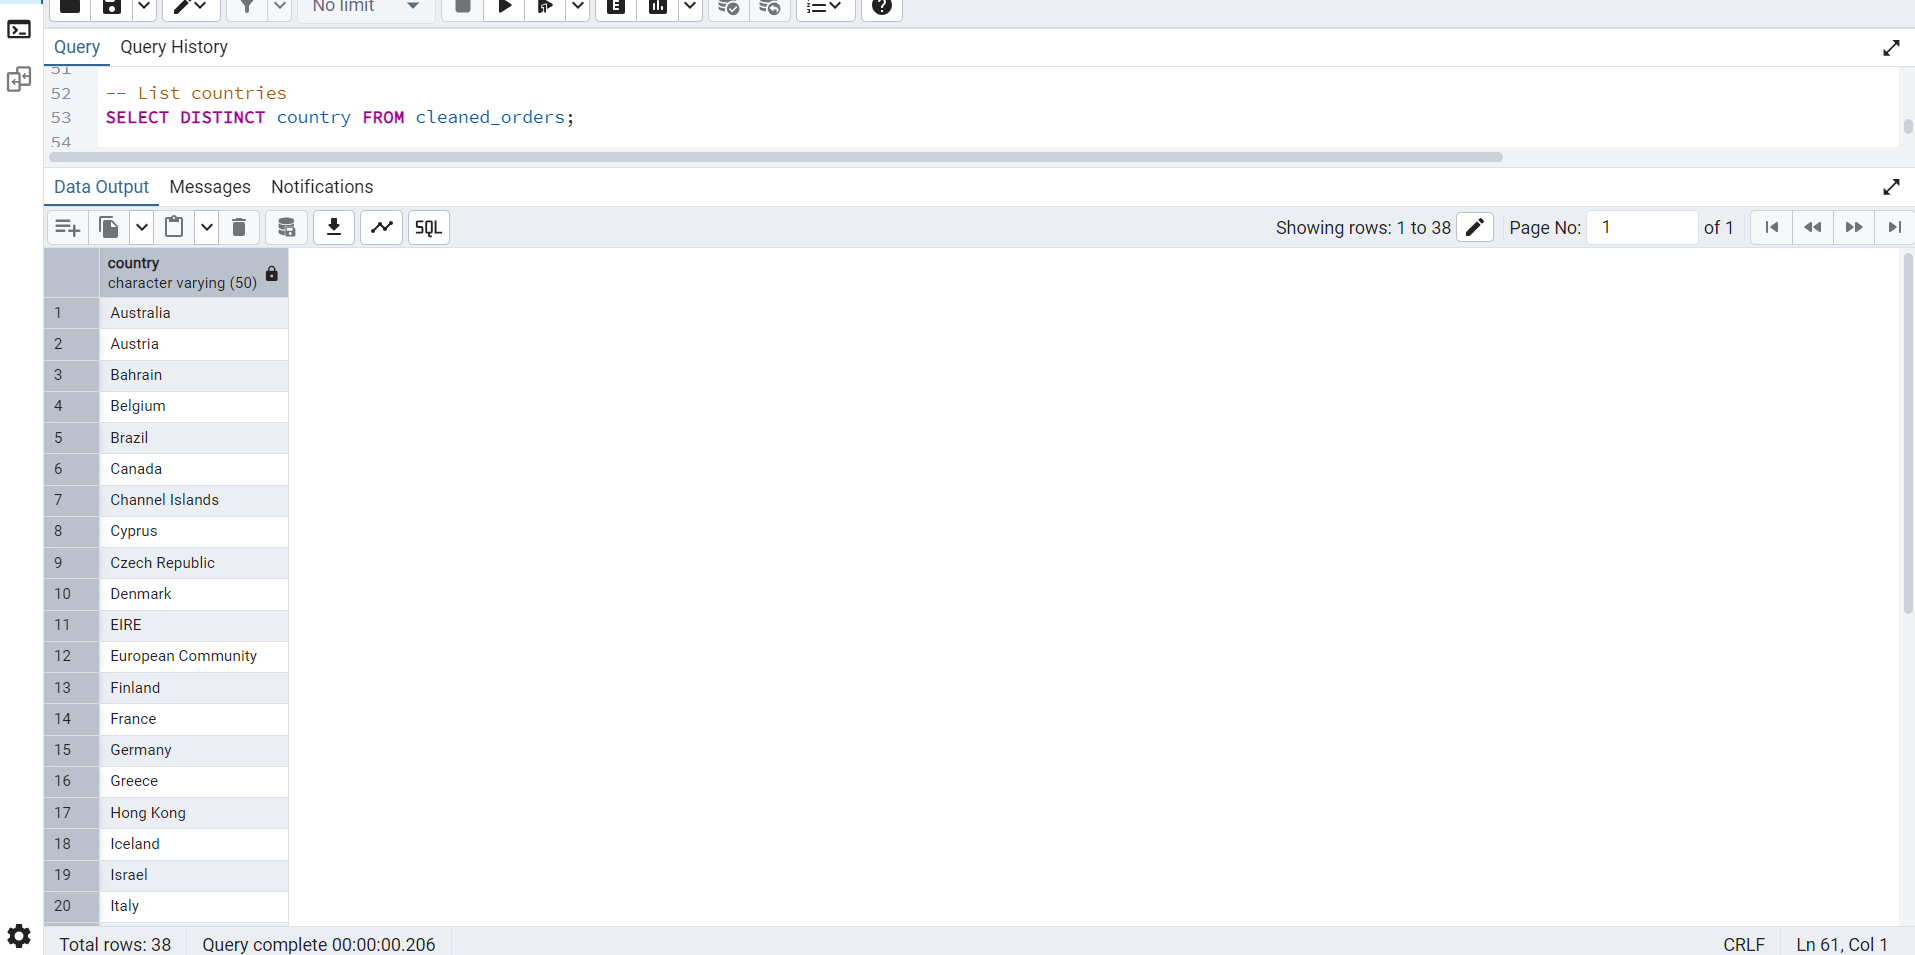 No limit
Query Query History
51
52 -- List countries
53 SELECT DISTINCT country FROM cleaned_orders;
54
Data Output Messages Notifications
SQL Showing rows: 1 to 38 Page No: 1 of 1
country
character varying (50)
1 Australia
2 Austria
3 Bahrain
4 Belgium
5 Brazil
6 Canada
7 Channel Islands
8 Cyprus
9 Czech Republic
10 Denmark
11 EIRE
12 European Community
13 Finland
14 France
15 Germany
16 Greece
17 Hong Kong
18 Iceland
19 Israel
20 Italy
Total rows: 38 Query complete 00:00:00.206 CRLF Ln 61, Col 1